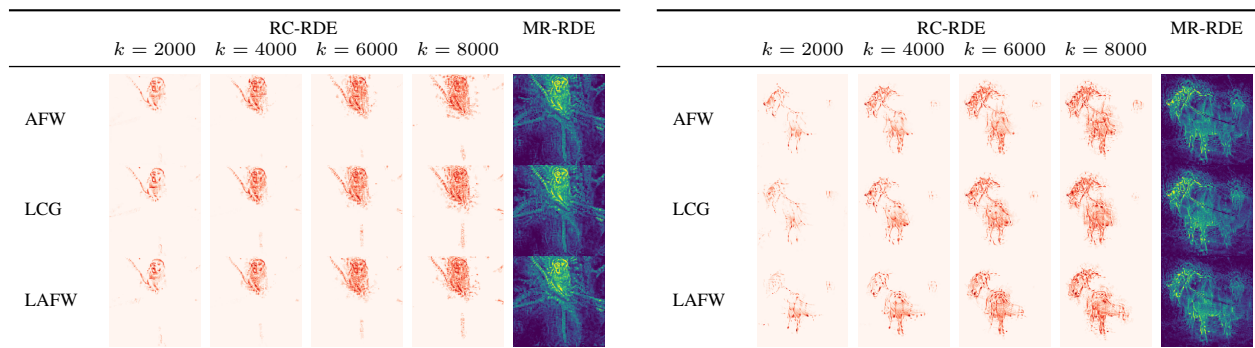 RC-RDE MR-RDE
k = 2000 k = 4000 k = 6000 k = 8000
AFW
LCG
LAFW
RC-RDE MR-RDE
k = 2000 k = 4000 k = 6000 k = 8000
AFW
LCG
LAFW